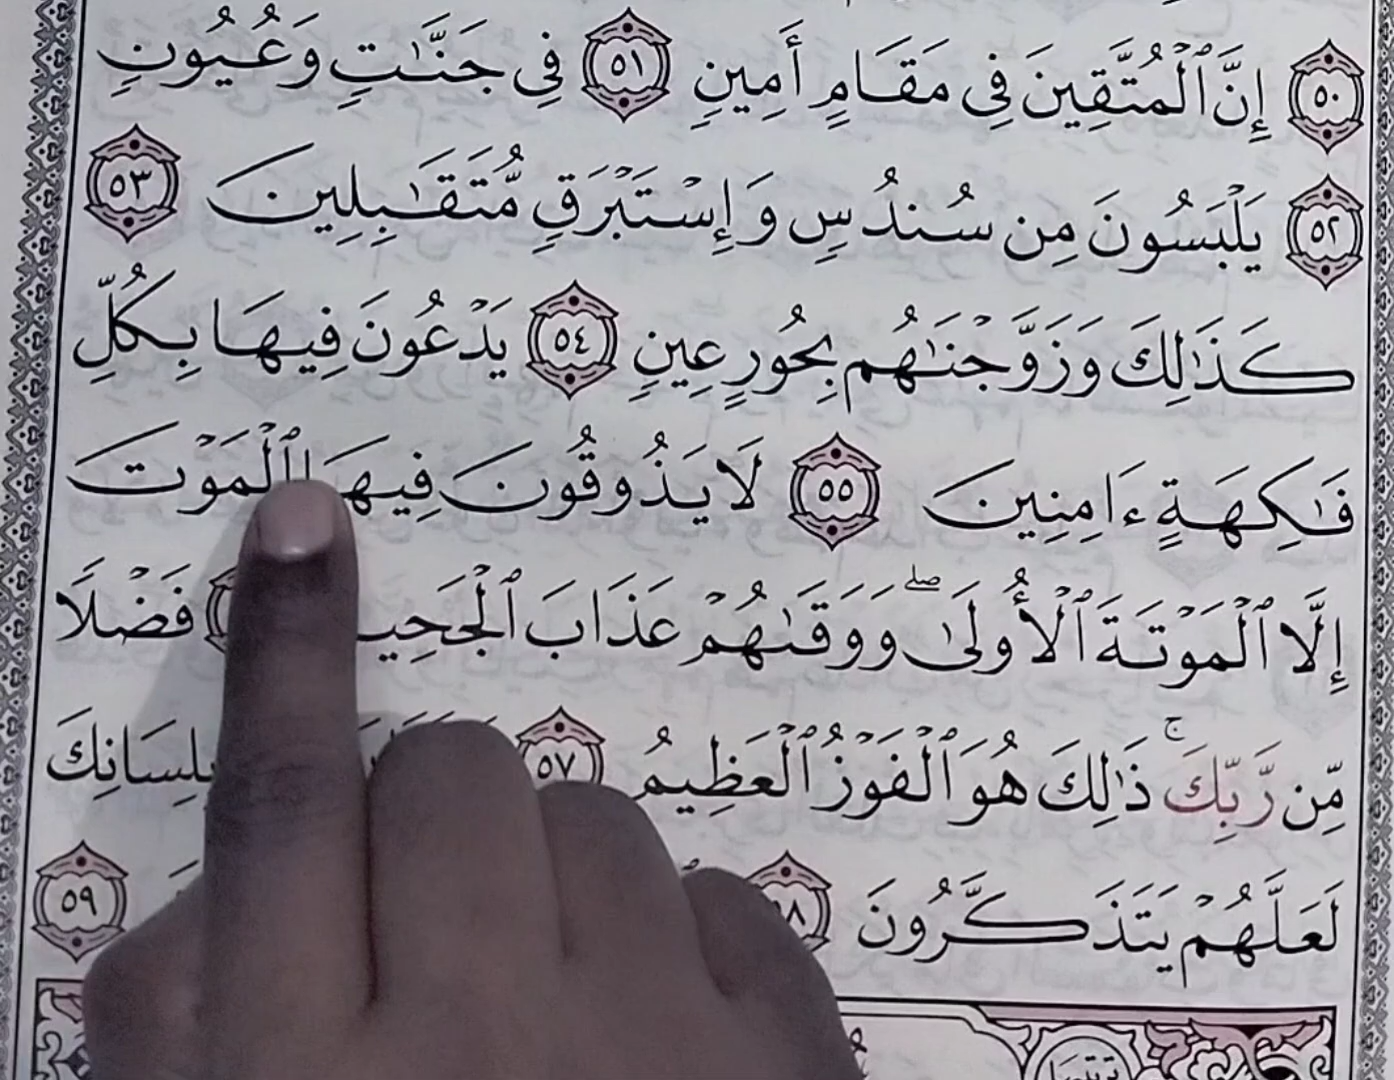 ٥٠ إِنَّ ٱلْمُتَّقِينَ فِى مَقَامٍ أَمِينٍ ٥١ فِى جَنَّٰتٍ وَعُيُونٍ
٥٢ يَلْبَسُونَ مِن سُندُسٍ وَإِسْتَبْرَقٍ مُّتَقَٰبِلِينَ ٥٣
كَذَٰلِكَ وَزَوَّجْنَٰهُم بِحُورٍ عِينٍ ٥٤ يَدْعُونَ فِيهَا بِكُلِّ
فَٰكِهَةٍ ءَامِنِينَ ٥٥ لَا يَذُوقُونَ فِيهَا ٱلْمَوْتَ
إِلَّا ٱلْمَوْتَةَ ٱلْأُولَىٰ ۖ وَوَقَىٰهُمْ عَذَابَ ٱلْجَحِي فَضْلًا
مِّن رَّبِّكَ ۚ ذَٰلِكَ هُوَ ٱلْفَوْزُ ٱلْعَظِيمُ ٥٧ بِلِسَانِكَ
لَعَلَّهُمْ يَتَذَكَّرُونَ ٥٨ ٥٩